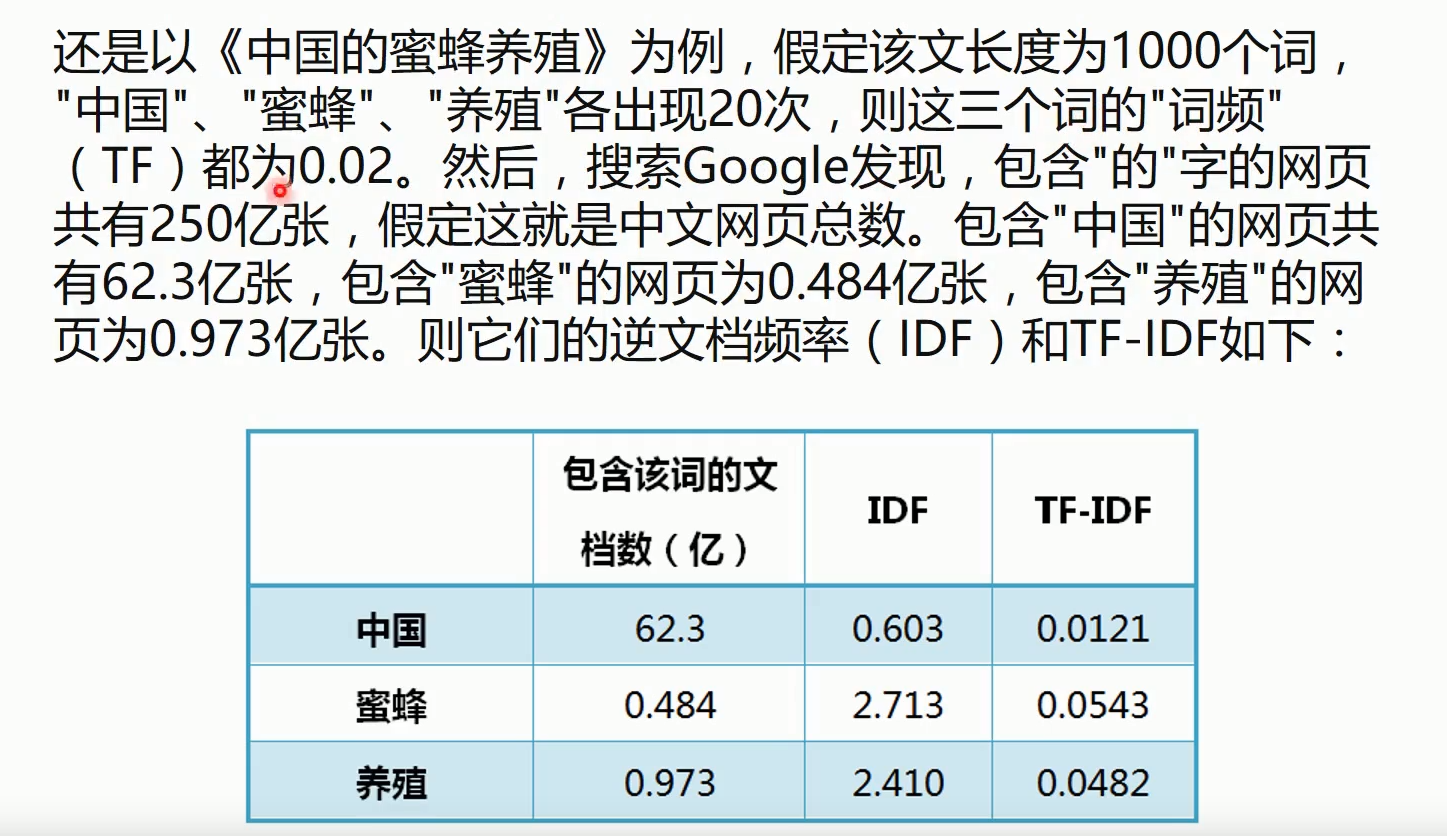 还是以《中国的蜜蜂养殖》为例，假定该文长度为1000个词，
"中国"、"蜜蜂"、"养殖"各出现20次，则这三个词的"词频"
（TF）都为0.02。然后，搜索Google发现，包含"的"字的网页
共有250亿张，假定这就是中文网页总数。包含"中国"的网页共
有62.3亿张，包含"蜜蜂"的网页为0.484亿张，包含"养殖"的网
页为0.973亿张。则它们的逆文档频率（IDF）和TF-IDF如下：
包含该词的文
档数（亿） IDF TF-IDF
中国 62.3 0.603 0.0121
蜜蜂 0.484 2.713 0.0543
养殖 0.973 2.410 0.0482